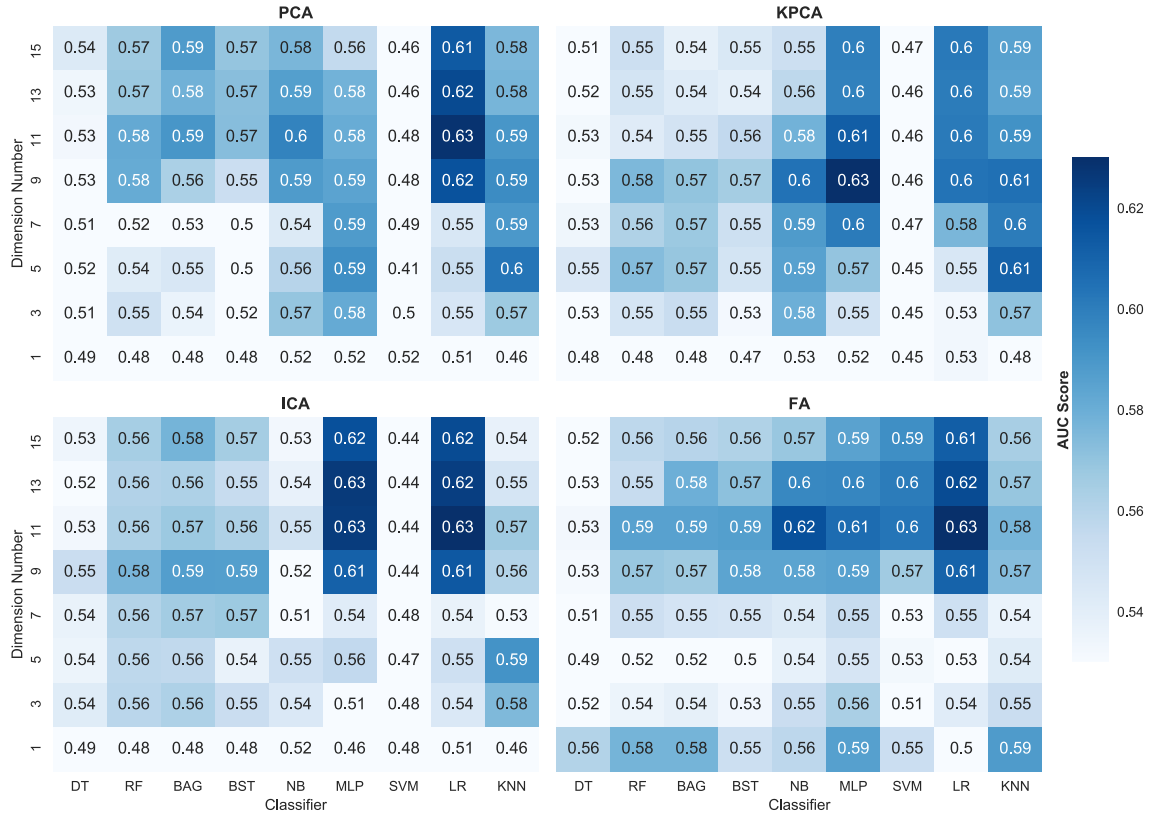 PCA KPCA
15 0.54 0.57 0.59 0.57 0.58 0.56 0.46 0.61 0.58 0.51 0.55 0.54 0.55 0.55 0.6 0.47 0.6 0.59
13 0.53 0.57 0.58 0.57 0.59 0.58 0.46 0.62 0.58 0.52 0.55 0.54 0.54 0.56 0.6 0.46 0.6 0.59
11 0.53 0.58 0.59 0.57 0.6 0.58 0.48 0.63 0.59 0.53 0.54 0.55 0.56 0.58 0.61 0.46 0.6 0.59
9 0.53 0.58 0.56 0.55 0.59 0.59 0.48 0.62 0.59 0.53 0.58 0.57 0.57 0.6 0.63 0.46 0.6 0.61
7 0.51 0.52 0.53 0.5 0.54 0.59 0.49 0.55 0.59 0.53 0.56 0.57 0.55 0.59 0.6 0.47 0.58 0.6
5 0.52 0.54 0.55 0.5 0.56 0.59 0.41 0.55 0.6 0.55 0.57 0.57 0.55 0.59 0.57 0.45 0.55 0.61
3 0.51 0.55 0.54 0.52 0.57 0.58 0.5 0.55 0.57 0.53 0.55 0.55 0.53 0.58 0.55 0.45 0.53 0.57
1 0.49 0.48 0.48 0.48 0.52 0.52 0.52 0.51 0.46 0.48 0.48 0.48 0.47 0.53 0.52 0.45 0.53 0.48
Dimension Number
ICA FA
15 0.53 0.56 0.58 0.57 0.53 0.62 0.44 0.62 0.54 0.52 0.56 0.56 0.56 0.57 0.59 0.59 0.61 0.56
13 0.52 0.56 0.56 0.55 0.54 0.63 0.44 0.62 0.55 0.53 0.55 0.58 0.57 0.6 0.6 0.6 0.62 0.57
11 0.53 0.56 0.57 0.56 0.55 0.63 0.44 0.63 0.57 0.53 0.59 0.59 0.59 0.62 0.61 0.6 0.63 0.58
9 0.55 0.58 0.59 0.59 0.52 0.61 0.44 0.61 0.56 0.53 0.57 0.57 0.58 0.58 0.59 0.57 0.61 0.57
7 0.54 0.56 0.57 0.57 0.51 0.54 0.48 0.54 0.53 0.51 0.55 0.55 0.54 0.54 0.55 0.53 0.55 0.54
5 0.54 0.56 0.56 0.54 0.55 0.56 0.47 0.55 0.59 0.49 0.52 0.52 0.5 0.54 0.55 0.53 0.53 0.54
3 0.54 0.56 0.56 0.55 0.54 0.51 0.48 0.54 0.58 0.52 0.54 0.54 0.53 0.55 0.56 0.51 0.54 0.55
1 0.49 0.48 0.48 0.48 0.52 0.46 0.48 0.51 0.46 0.56 0.58 0.58 0.55 0.56 0.59 0.55 0.5 0.59
Dimension Number
DT RF BAG BST NB MLP SVM LR KNN DT RF BAG BST NB MLP SVM LR KNN
Classifier Classifier
AUC Score
0.62
0.60
0.58
0.56
0.54